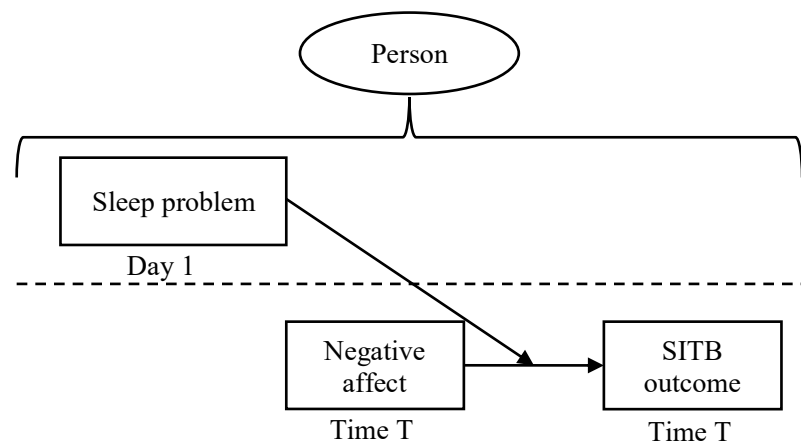 Person
Sleep problem
Day 1
Negative
affect
SITB
outcome
Time T
Time T